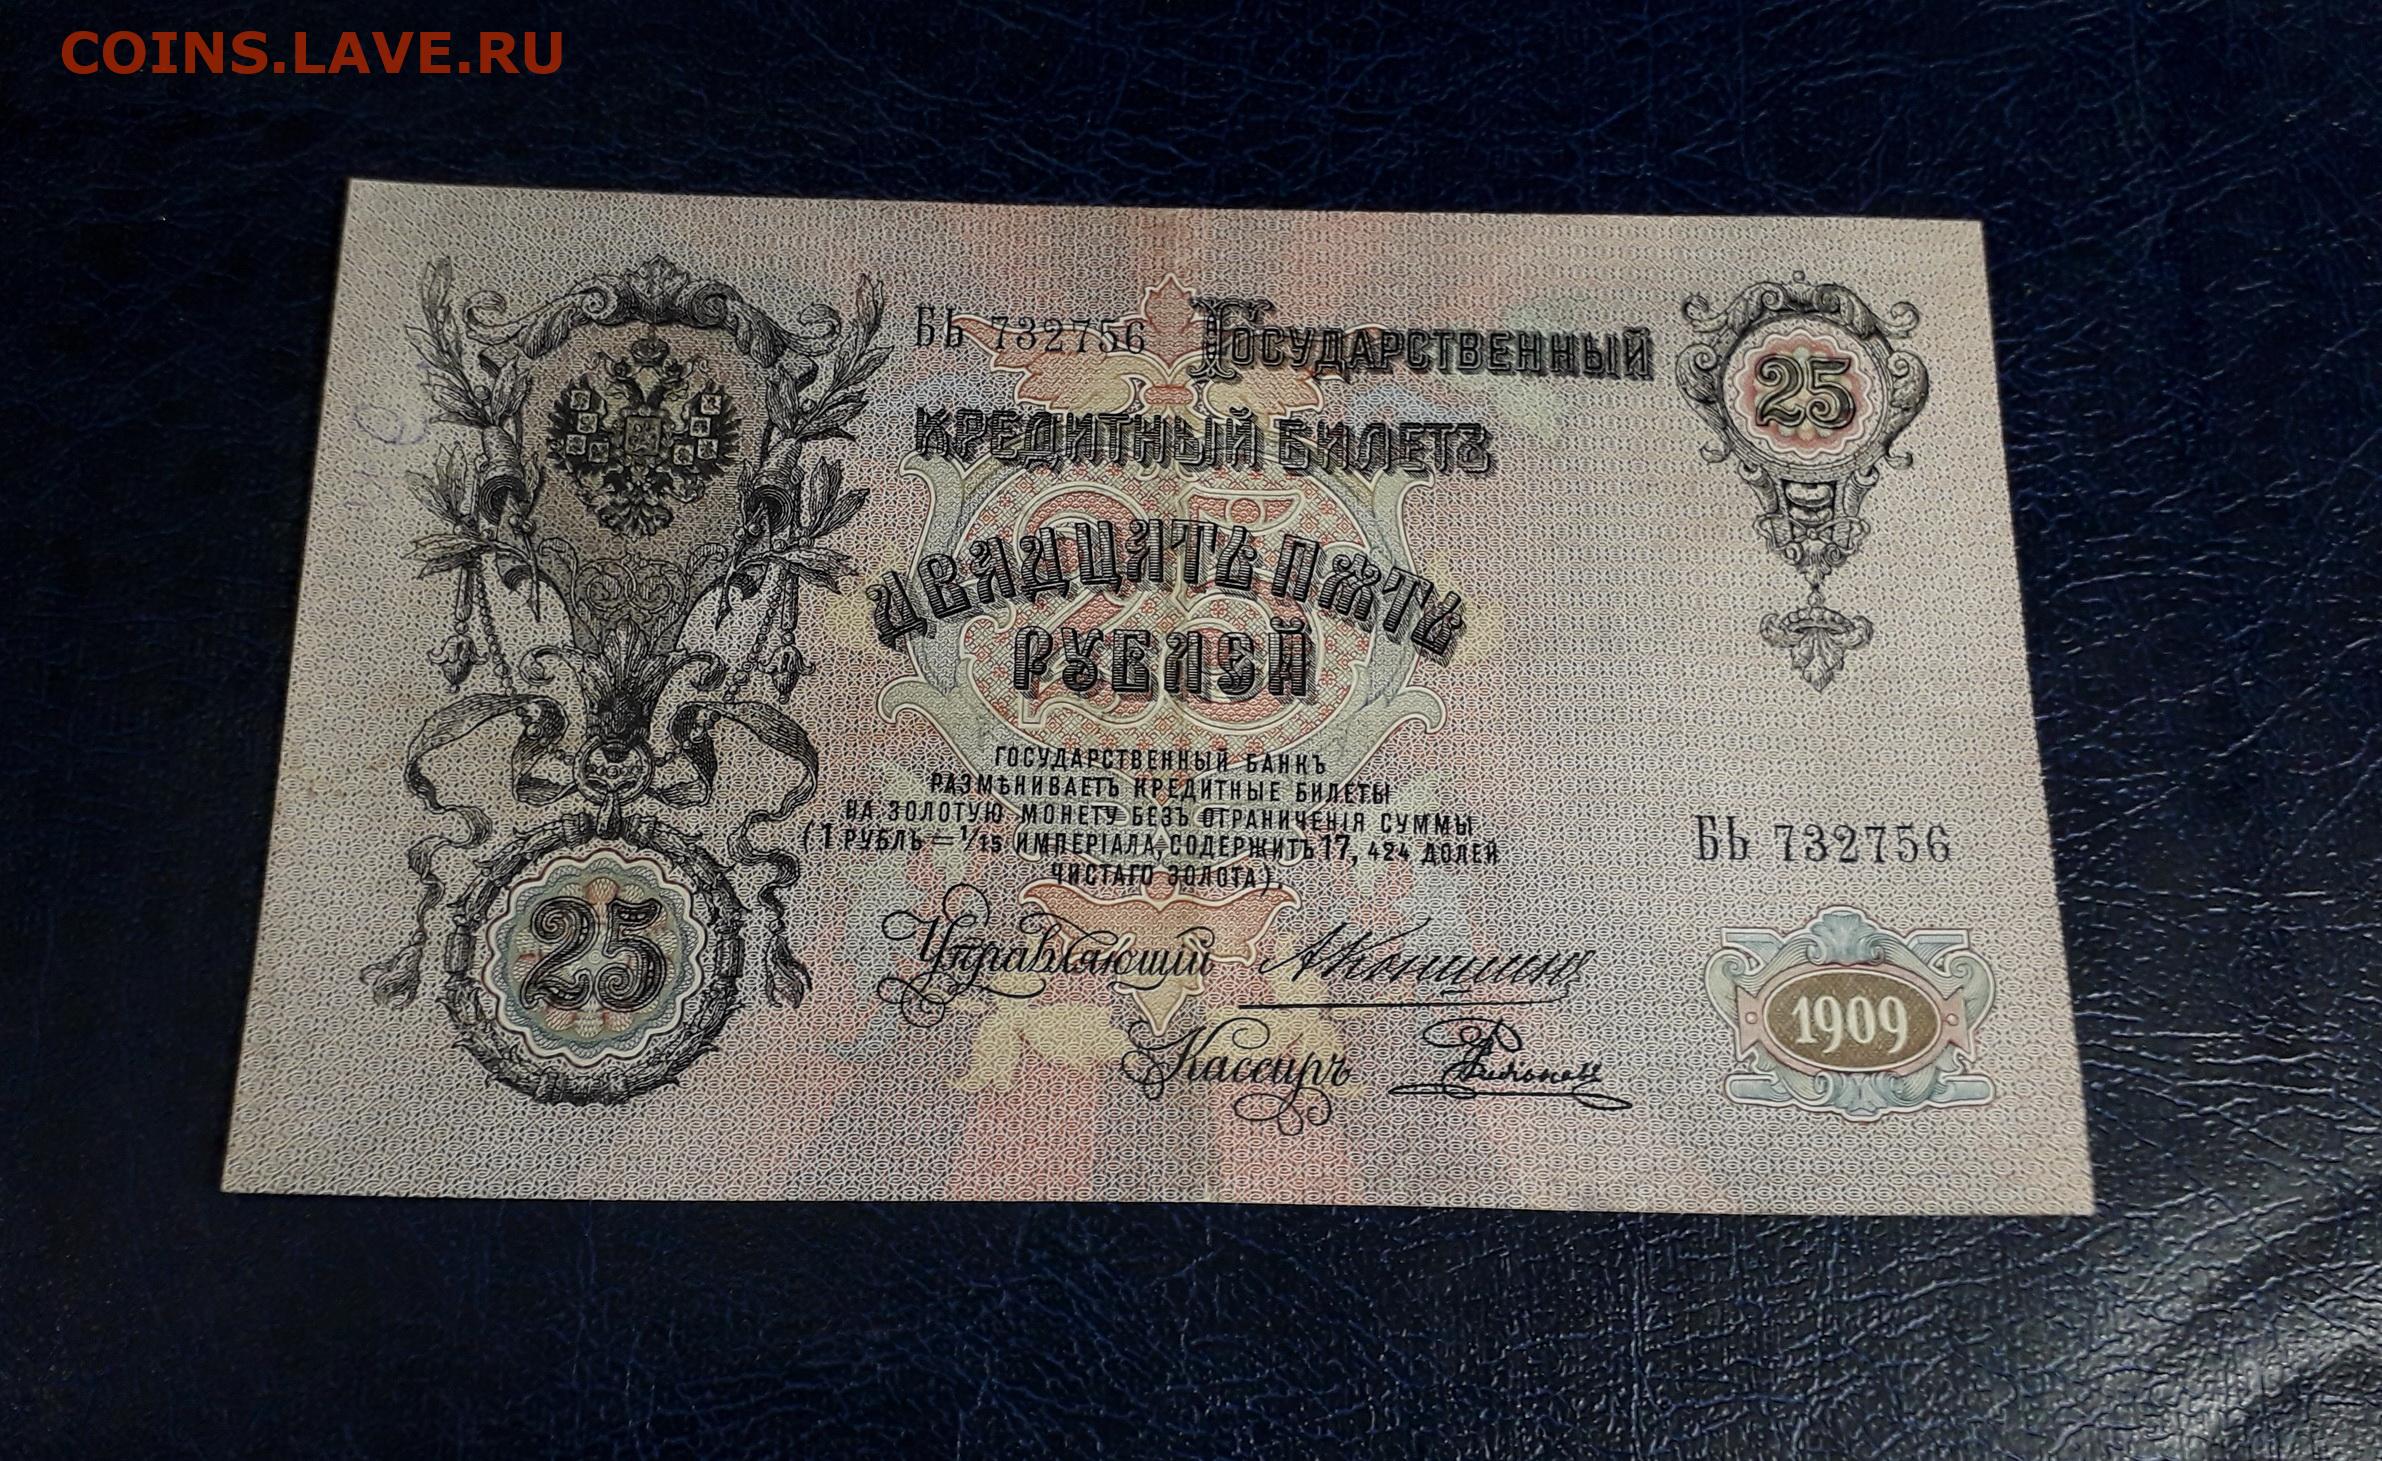 COINS.LAVE.RU
БЬ 732756
Государственный
25
КРЕДИТНЫЙ БИЛЕТЪ
ДВАДЦАТЬ ПЯТЬ
РУБЛЕЙ
ГОСУДАРСТВЕННЫЙ БАНКЪ
РАЗМѢНИВАЕТЪ КРЕДИТНЫЕ БИЛЕТЫ
НА ЗОЛОТУЮ МОНЕТУ БЕЗЪ ОГРАНИЧЕНІЯ СУММЫ
(1 РУБЛЬ = 1/15 ИМПЕРІАЛА, СОДЕРЖИТЪ 17, 424 ДОЛЕЙ
ЧИСТАГО ЗОЛОТА).
БЬ 732756
25
Управляющій АКоншинъ
Кассиръ
1909